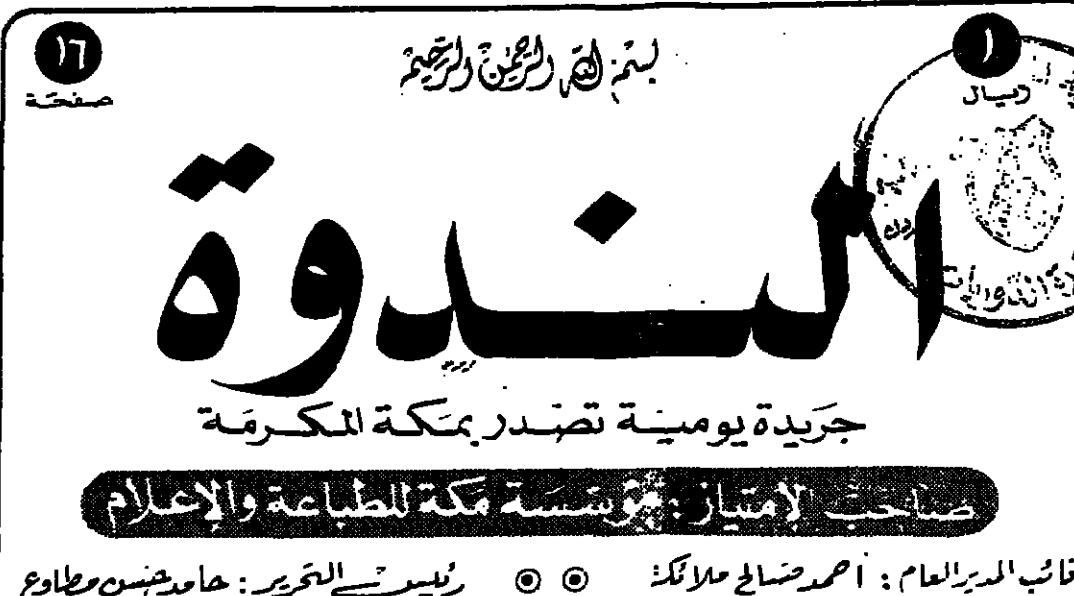 ١٦
صفحة
بسم الله الرحمن الرحيم
١
ريال
الندوة
جريدة يومية تصدر بمكة المكرمة
صاحب الإمتياز: مؤسسة مكة للطباعة والإعلام
نائب المدير العام: أحمد صالح ملائكة
رئيس التحرير: حامد حسن مطاوع